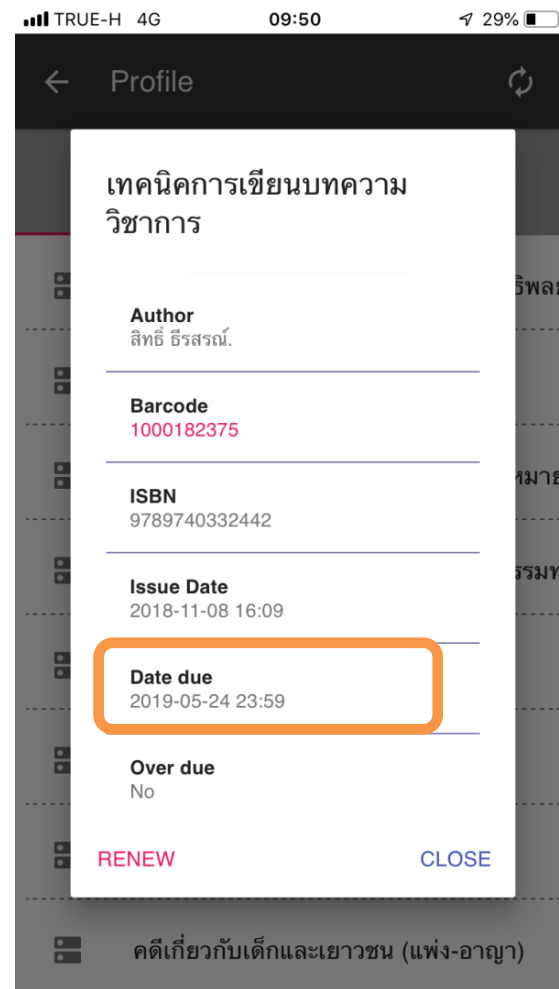 TRUE-H 4G 09:50 29%
Profile
เทคนิคการเขียนบทความ
วิชาการ
Author
สิทธิ์ ธีรสรณ์.
Barcode
1000182375
ISBN
9789740332442
Issue Date
2018-11-08 16:09
Date due
2019-05-24 23:59
Over due
No
RENEW CLOSE
คดีเกี่ยวกับเด็กและเยาวชน (แพ่ง-อาญา)